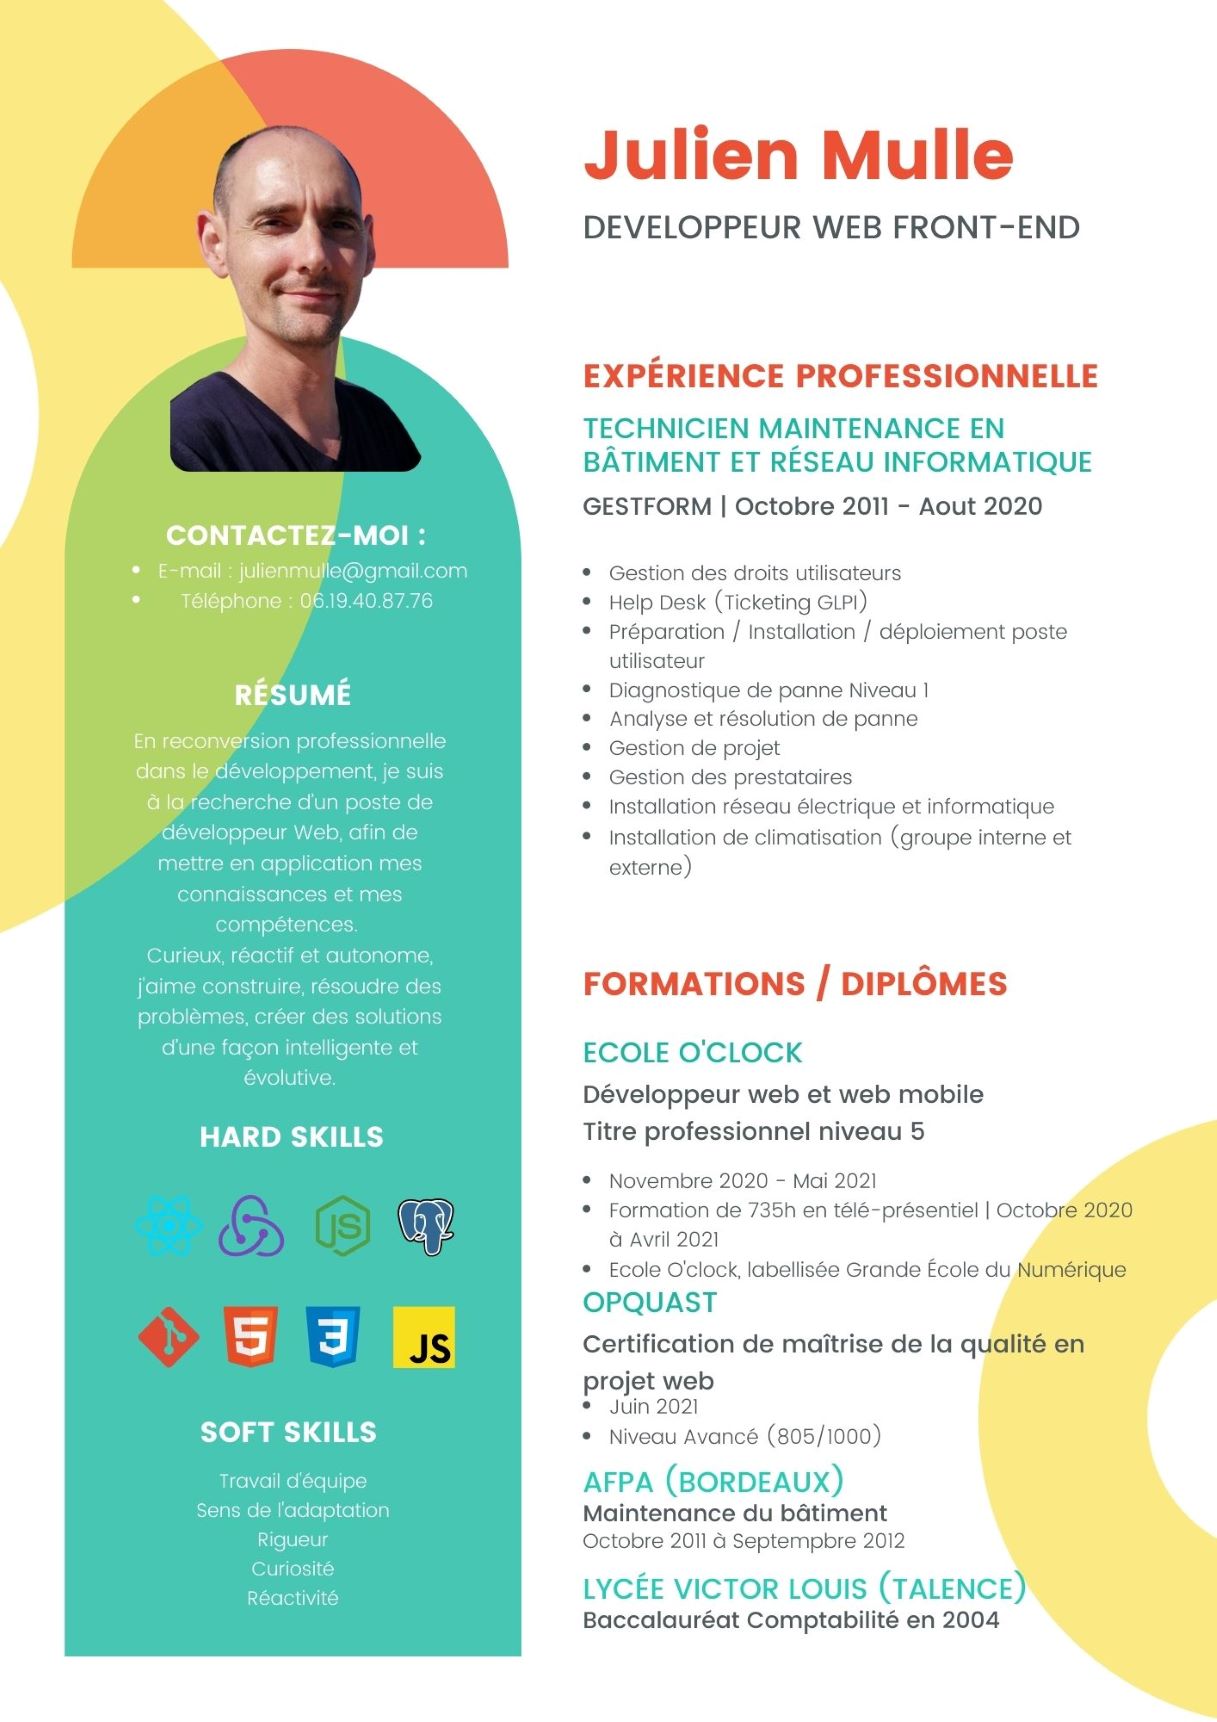 Julien Mulle
DEVELOPPEUR WEB FRONT-END
CONTACTEZ-MOI :
E-mail : julienmulle@gmail.com
Téléphone : 06.19.40.87.76
RÉSUMÉ
En reconversion professionnelle
dans le développement, je suis
à la recherche d'un poste de
développeur Web, afin de
mettre en application mes
connaissances et mes
compétences.
Curieux, réactif et autonome,
j'aime construire, résoudre des
problèmes, créer des solutions
d'une façon intelligente et
évolutive.
HARD SKILLS
JS
5
3
JS
SOFT SKILLS
Travail d'équipe
Sens de l'adaptation
Rigueur
Curiosité
Réactivité
EXPÉRIENCE PROFESSIONNELLE
TECHNICIEN MAINTENANCE EN
BÂTIMENT ET RÉSEAU INFORMATIQUE
GESTFORM | Octobre 2011 - Aout 2020
Gestion des droits utilisateurs
Help Desk (Ticketing GLPI)
Préparation / Installation / déploiement poste
utilisateur
Diagnostique de panne Niveau 1
Analyse et résolution de panne
Gestion de projet
Gestion des prestataires
Installation réseau électrique et informatique
Installation de climatisation (groupe interne et
externe)
FORMATIONS / DIPLÔMES
ECOLE O'CLOCK
Développeur web et web mobile
Titre professionnel niveau 5
Novembre 2020 - Mai 2021
Formation de 735h en télé-présentiel | Octobre 2020
à Avril 2021
Ecole O'clock, labellisée Grande École du Numérique
OPQUAST
Certification de maîtrise de la qualité en
projet web
Juin 2021
Niveau Avancé (805/1000)
AFPA (BORDEAUX)
Maintenance du bâtiment
Octobre 2011 à Septempbre 2012
LYCÉE VICTOR LOUIS (TALENCE)
Baccalauréat Comptabilité en 2004